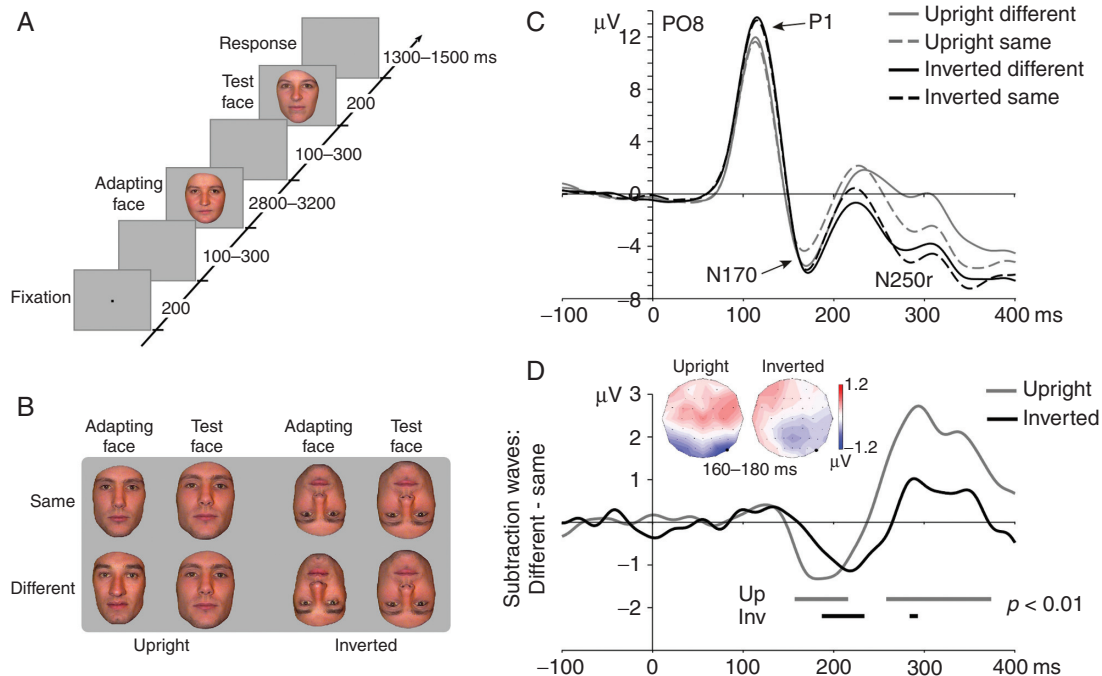 A
Response
1300–1500 ms
Test
face
200
100–300
Adapting
face
2800–3200
100–300
Fixation
200
B
Adapting Test Adapting Test
face face face face
Same
Different
Upright Inverted
C
μV
PO8
P1
Upright different
Upright same
Inverted different
Inverted same
12
8
4
0
−4
−8
N170
N250r
−100 0 100 200 300 400 ms
D
Subtraction waves:
Different - same
μV
Upright Inverted
1.2
−1.2
μV
160–180 ms
Upright
Inverted
3
2
1
0
−1
−2
Up
Inv
p < 0.01
−100 0 100 200 300 400 ms